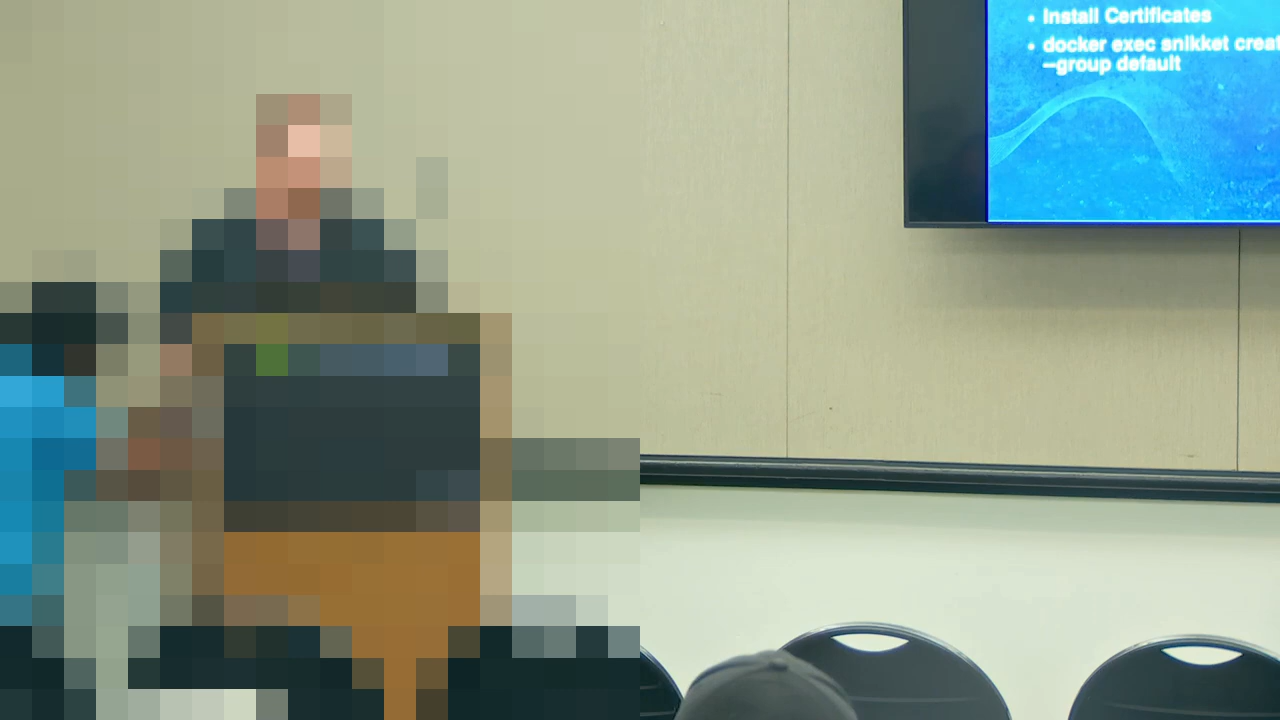 • Install Certificates
• docker exec snikket
–group default